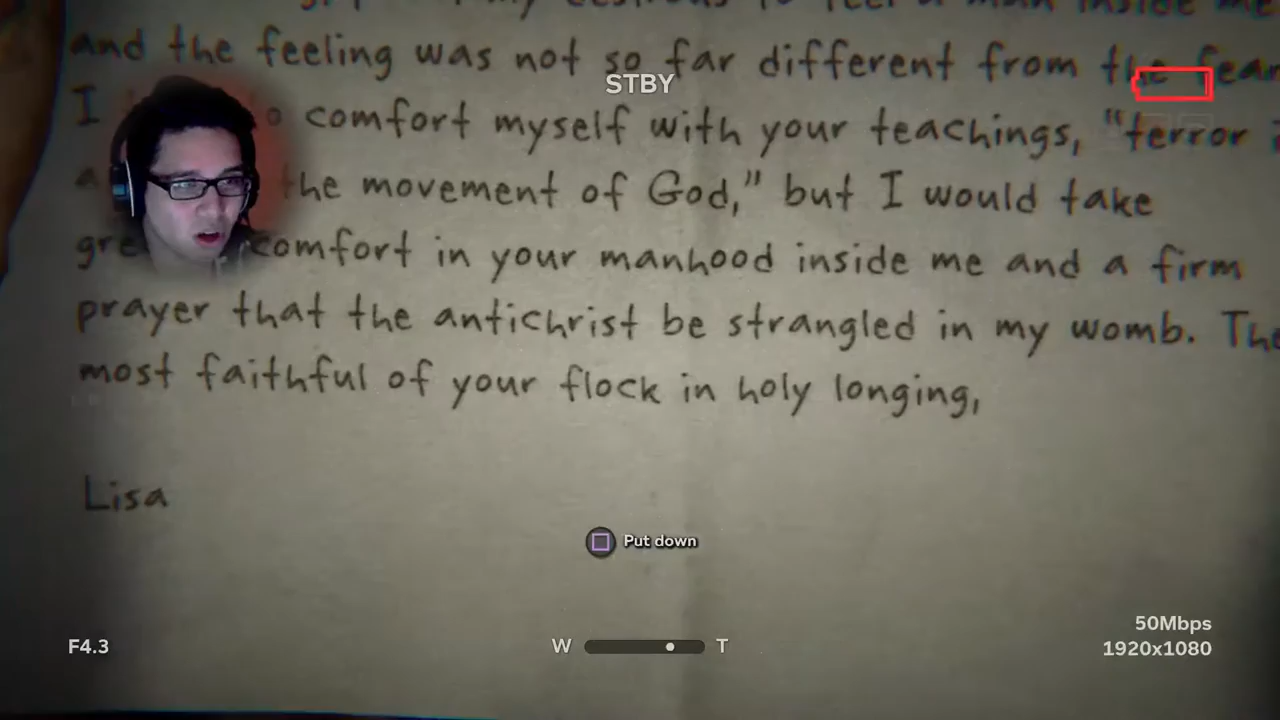 and the feeling was not so far different from the fear
I comfort myself with your teachings, "terror
the movement of God," but I would take
comfort in your manhood inside me and a firm
prayer that the antichrist be strangled in my womb. The
most faithful of your flock in holy longing,
Lisa
STBY
Put down
F4.3
W T
50Mbps
1920x1080